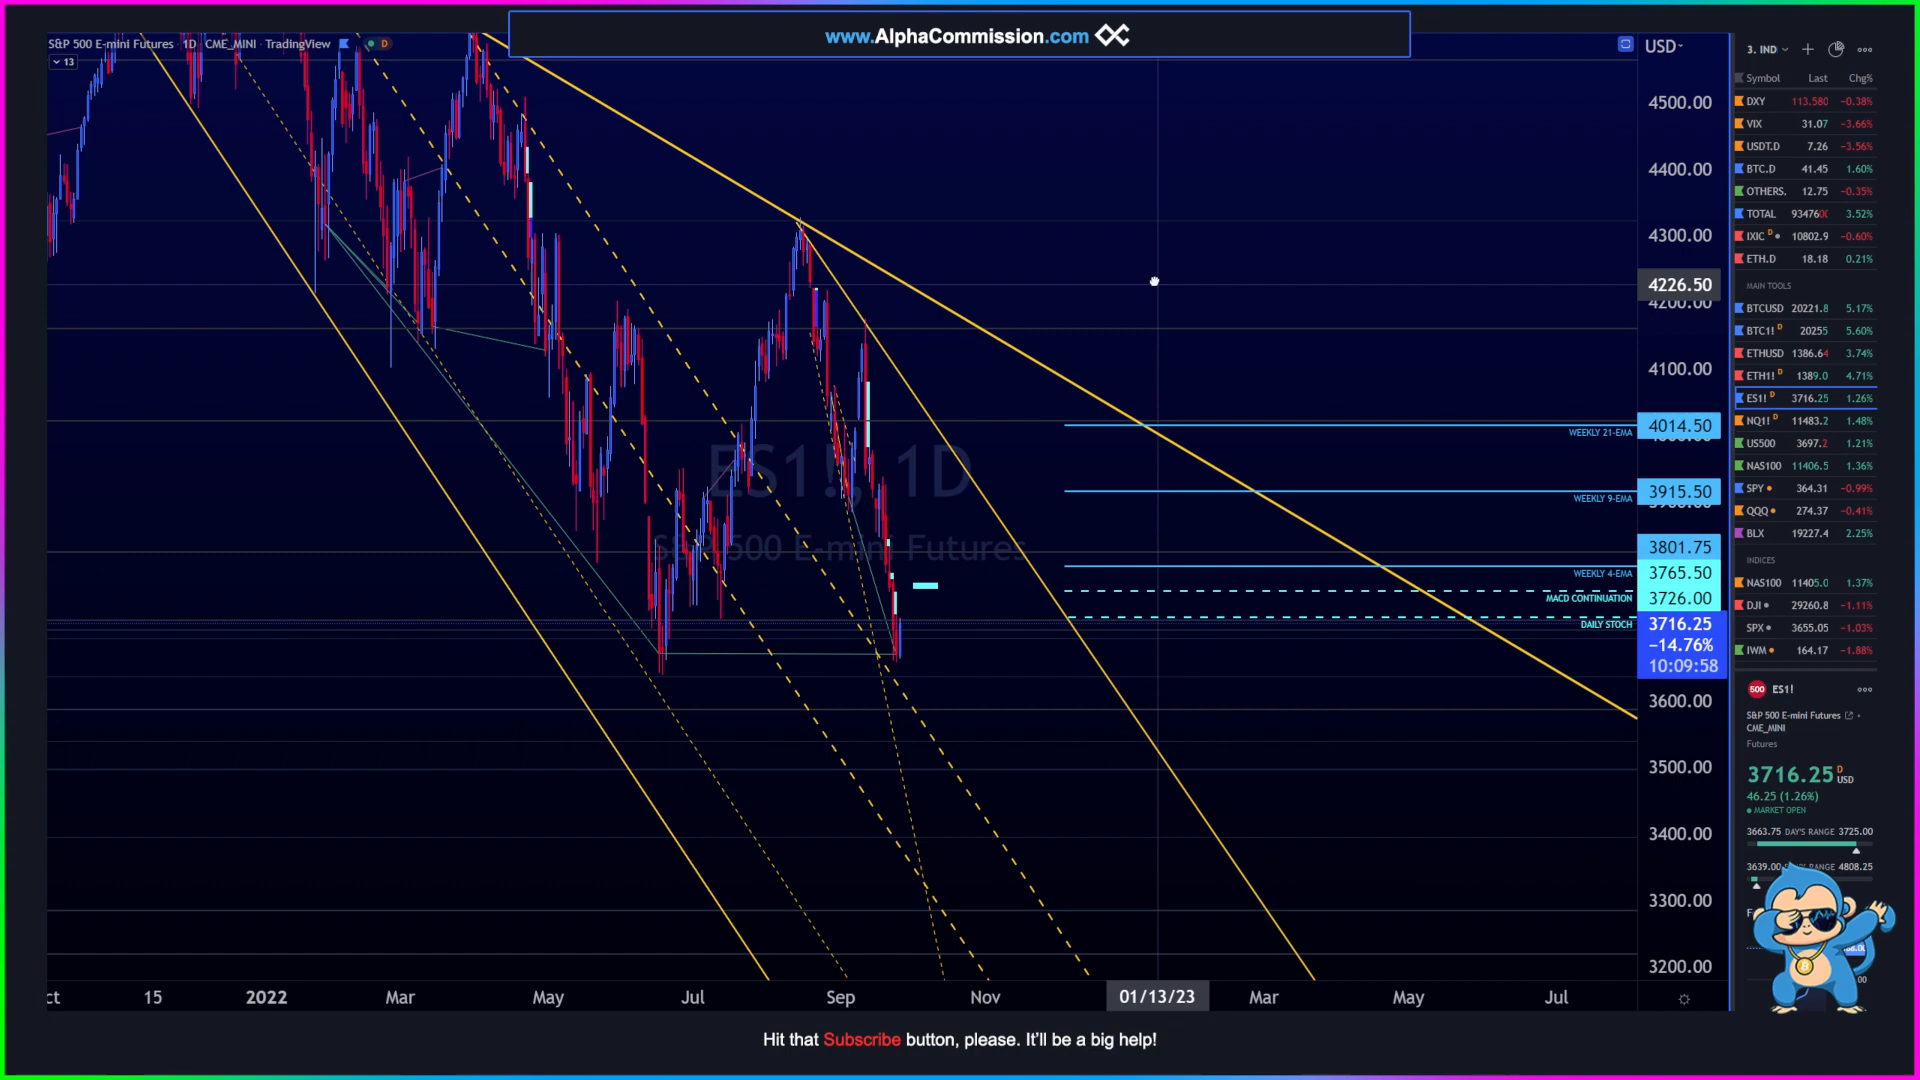 www.AlphaCommission.com
S&P 500 E-mini Futures · 1D · CME_MINI · TradingView D
13
USD
4500.00
4400.00
4300.00
4226.50
4200.00
4100.00
4014.50
3915.50
3801.75
3765.50
3726.00
3716.25
−14.76%
10:09:58
3600.00
3500.00
3400.00
3300.00
3200.00
WEEKLY 21-EMA
WEEKLY 9-EMA
WEEKLY 4-EMA
MACD CONTINUATION
DAILY STOCH
ES1!, 1D
S&P 500 E-mini Futures
15 2022 Mar May Jul Sep Nov 01/13/23 Mar May Jul
3. IND
Symbol Last Chg%
DXY 113.580 −0.38%
VIX 31.07 −3.66%
USDT.D 7.26 −3.56%
BTC.D 41.45 1.60%
OTHERS. 12.75 −0.35%
TOTAL 93476 3.52%
IXIC D 10802.9 −0.60%
ETH.D 18.18 0.21%
MAIN TOOLS
BTCUSD 20221.8 5.17%
BTC1! D 20255 5.60%
ETHUSD 1386.64 3.74%
ETH1! D 1389.0 4.71%
ES1! D 3716.25 1.26%
NQ1! D 11483.2 1.48%
US500 3697.2 1.21%
NAS100 11406.5 1.36%
SPY 364.31 −0.99%
QQQ 274.37 −0.41%
BLX 19227.4 2.25%
INDICES
NAS100 11405.0 1.37%
DJI 29260.8 −1.11%
SPX 3655.05 −1.03%
IWM 164.17 −1.88%
500 ES1!
S&P 500 E-mini Futures
CME_MINI
Futures
3716.25 D USD
46.25 (1.26%)
MARKET OPEN
3663.75 DAY'S RANGE 3725.00
3639.00 RANGE 4808.25
Hit that Subscribe button, please. It'll be a big help!